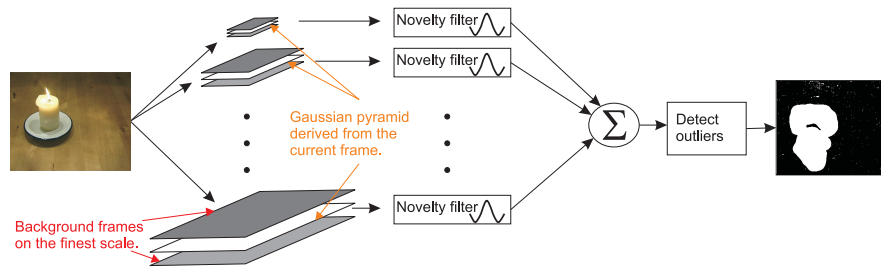 Novelty filter
Novelty filter
Gaussian pyramid
derived from the
current frame.
Σ
Detect
outliers
Novelty filter
Background frames
on the finest scale.